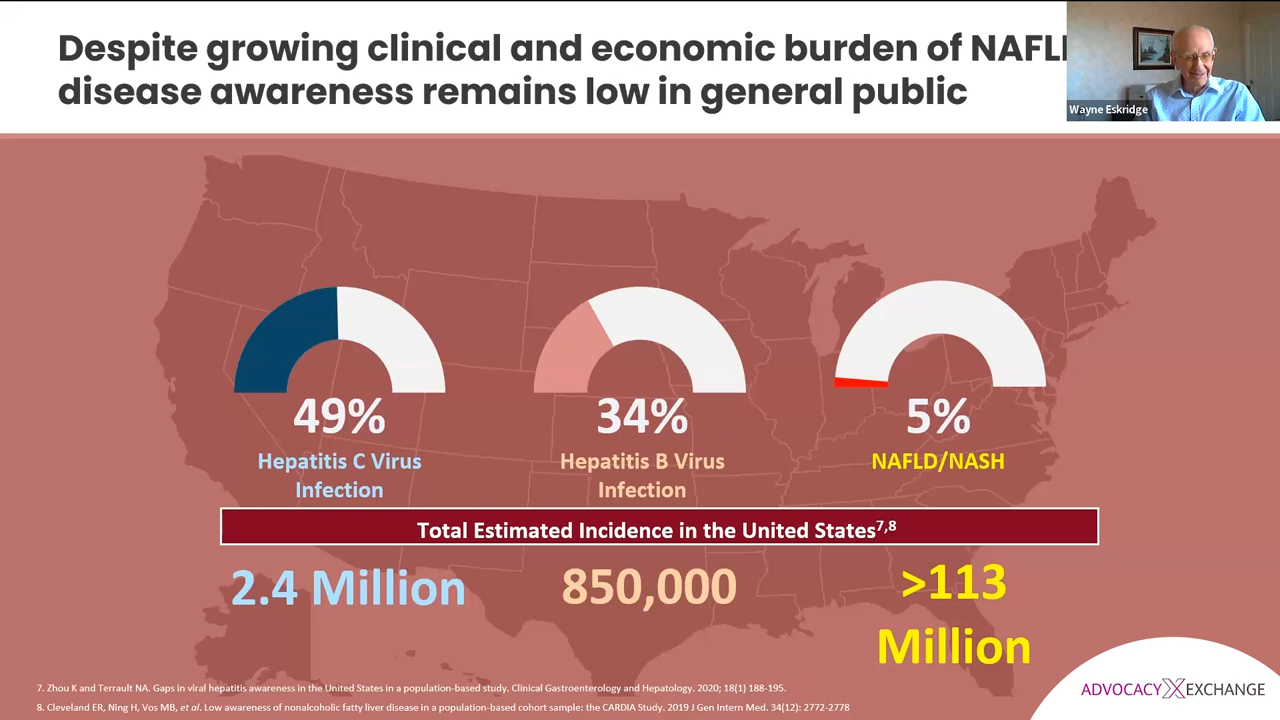 Despite growing clinical and economic burden of NAFL
disease awareness remains low in general public
Wayne Eskridge
49%
Hepatitis C Virus
Infection
34%
Hepatitis B Virus
Infection
5%
NAFLD/NASH
Total Estimated Incidence in the United States7,8
2.4 Million
850,000
>113
Million
7. Zhou K and Terrault NA. Gaps in viral hepatitis awareness in the United States in a population-based study. Clinical Gastroenterology and Hepatology. 2020; 18(1) 188-195.
8. Cleveland ER, Ning H, Vos MB, et al. Low awareness of nonalcoholic fatty liver disease in a population-based cohort sample: the CARDIA Study. 2019 J Gen Intern Med. 34(12): 2772-2778
ADVOCACY X EXCHANGE